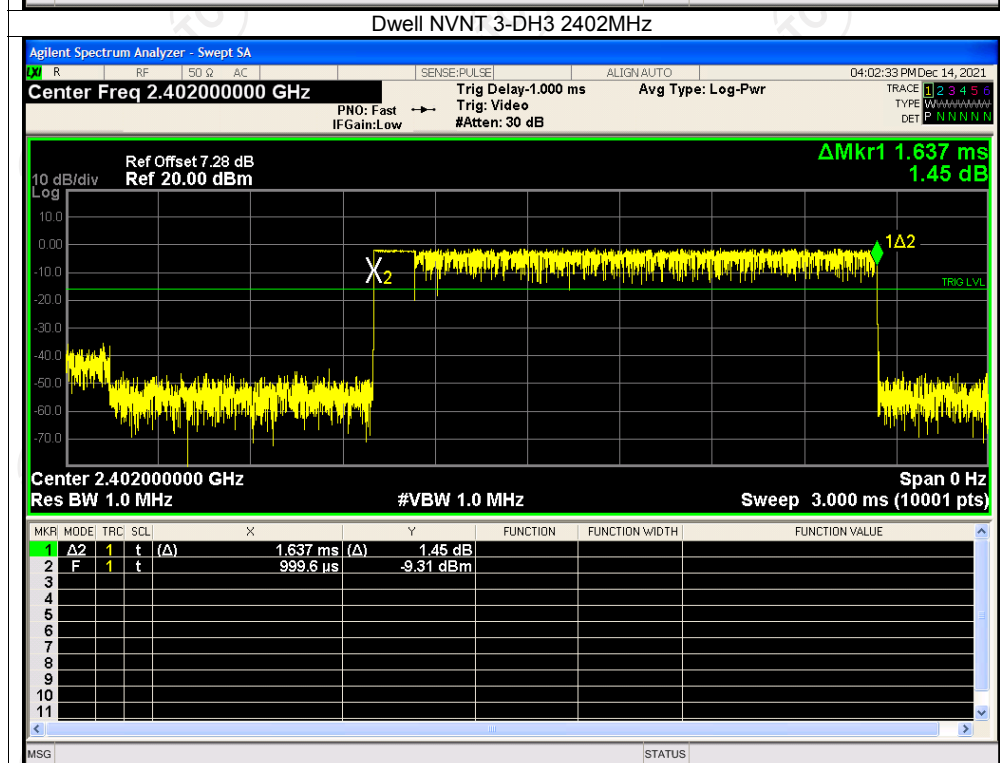 Dwell NVNT 3-DH3 2402MHz
Agilent Spectrum Analyzer - Swept SA
LXI R RF 50 Ω AC SENSE:PULSE ALIGN AUTO 04:02:33 PM Dec 14, 2021
Center Freq 2.402000000 GHz
PNO: Fast
IFGain:Low
Trig Delay-1.000 ms
Trig: Video
#Atten: 30 dB
Avg Type: Log-Pwr
TRACE 1 2 3 4 5 6
TYPE WWWWWW
DET P N N N N N
ΔMkr1 1.637 ms
1.45 dB
Ref Offset 7.28 dB
10 dB/div Ref 20.00 dBm
Log
10.0
0.00
-10.0
-20.0
-30.0
-40.0
-50.0
-60.0
-70.0
X2
1Δ2
TRIG LVL
Center 2.402000000 GHz Span 0 Hz
Res BW 1.0 MHz #VBW 1.0 MHz Sweep 3.000 ms (10001 pts)
MKR MODE TRC SCL X Y FUNCTION FUNCTION WIDTH FUNCTION VALUE
1 Δ2 1 t (Δ) 1.637 ms (Δ) 1.45 dB
2 F 1 t 999.6 µs -9.31 dBm
3
4
5
6
7
8
9
10
11
MSG STATUS